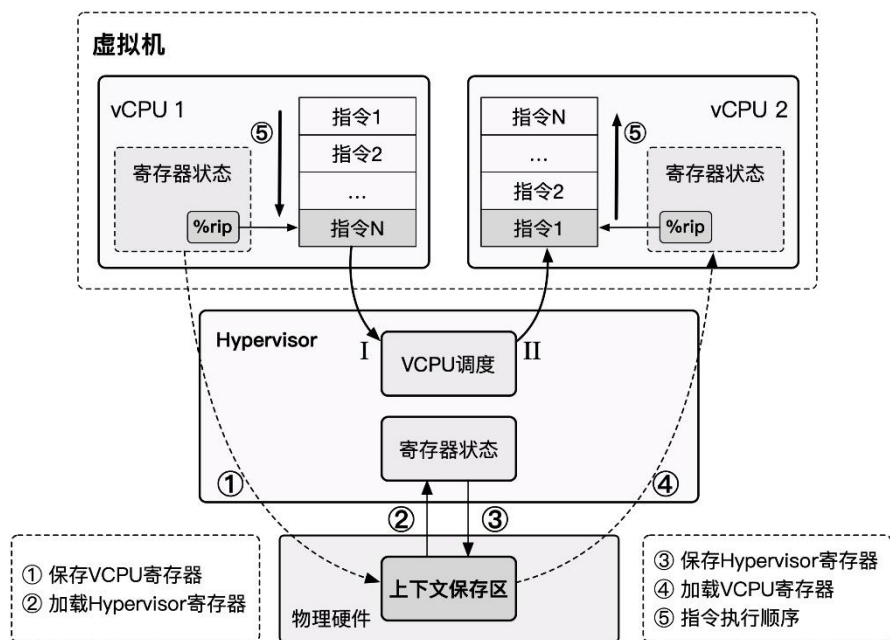 虚拟机
vCPU 1
⑤
指令1
指令2
...
指令N
寄存器状态
%rip
指令N
...
指令2
指令1
⑤
vCPU 2
寄存器状态
%rip
Hypervisor
I
VCPU调度
II
寄存器状态
①
②
③
④
上下文保存区
物理硬件
① 保存VCPU寄存器
② 加载Hypervisor寄存器
③ 保存Hypervisor寄存器
④ 加载VCPU寄存器
⑤ 指令执行顺序